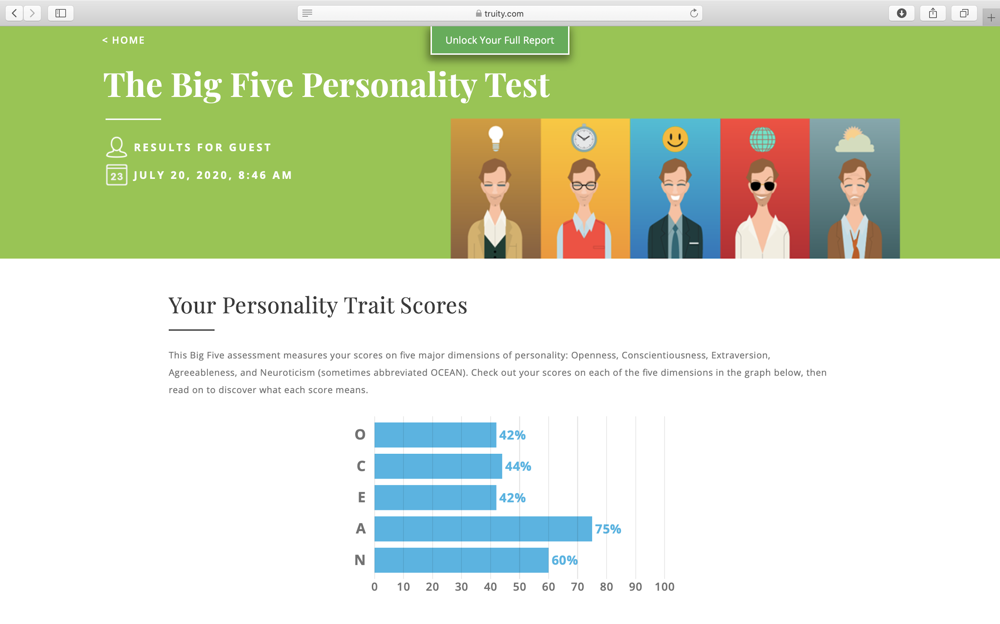 truity.com
< HOME
Unlock Your Full Report
The Big Five Personality Test
RESULTS FOR GUEST
23
JULY 20, 2020, 8:46 AM
Your Personality Trait Scores
This Big Five assessment measures your scores on five major dimensions of personality: Openness, Conscientiousness, Extraversion,
Agreeableness, and Neuroticism (sometimes abbreviated OCEAN). Check out your scores on each of the five dimensions in the graph below, then
read on to discover what each score means.
O 42%
C 44%
E 42%
A 75%
N 60%
0 10 20 30 40 50 60 70 80 90 100